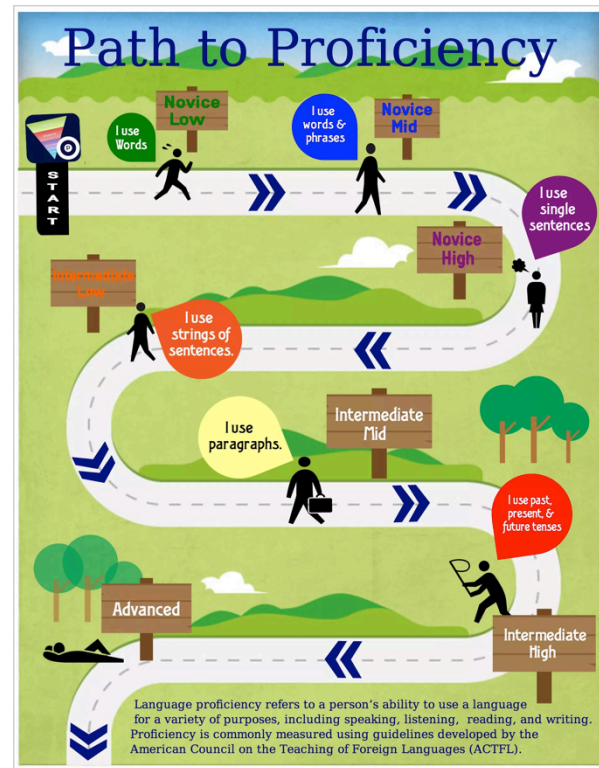 Path to Proficiency
START
I use
Words
Novice
Low
I use
words &
phrases
Novice
Mid
I use
single
sentences
Novice
High
Intermediate
Low
I use
strings of
sentences.
I use
paragraphs.
Intermediate
Mid
I use past,
present, &
future tenses
Intermediate
High
Advanced
Language proficiency refers to a person's ability to use a language
for a variety of purposes, including speaking, listening, reading, and writing.
Proficiency is commonly measured using guidelines developed by the
American Council on the Teaching of Foreign Languages (ACTFL).